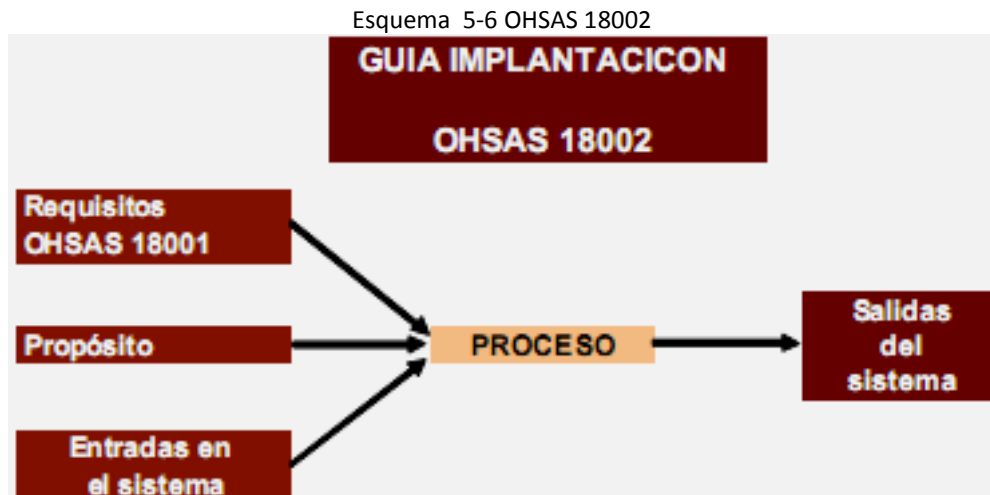 Esquema 5-6 OHSAS 18002
GUIA IMPLANTACICON
OHSAS 18002
Requisitos
OHSAS 18001
Propósito
Entradas en
el sistema
PROCESO
Salidas
del
sistema